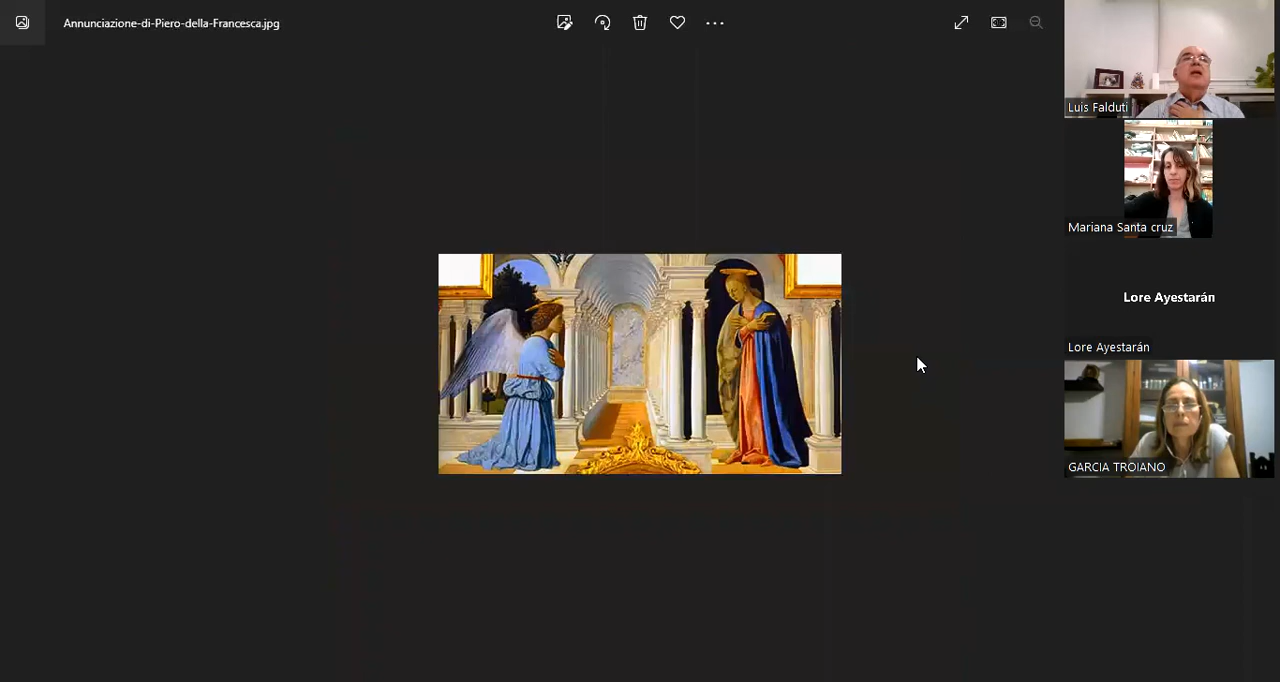 Annunciazione-di-Piero-della-Francesca.jpg
Luis Falduti
Mariana Santa cruz
Lore Ayestarán
Lore Ayestarán
GARCIA TROIANO